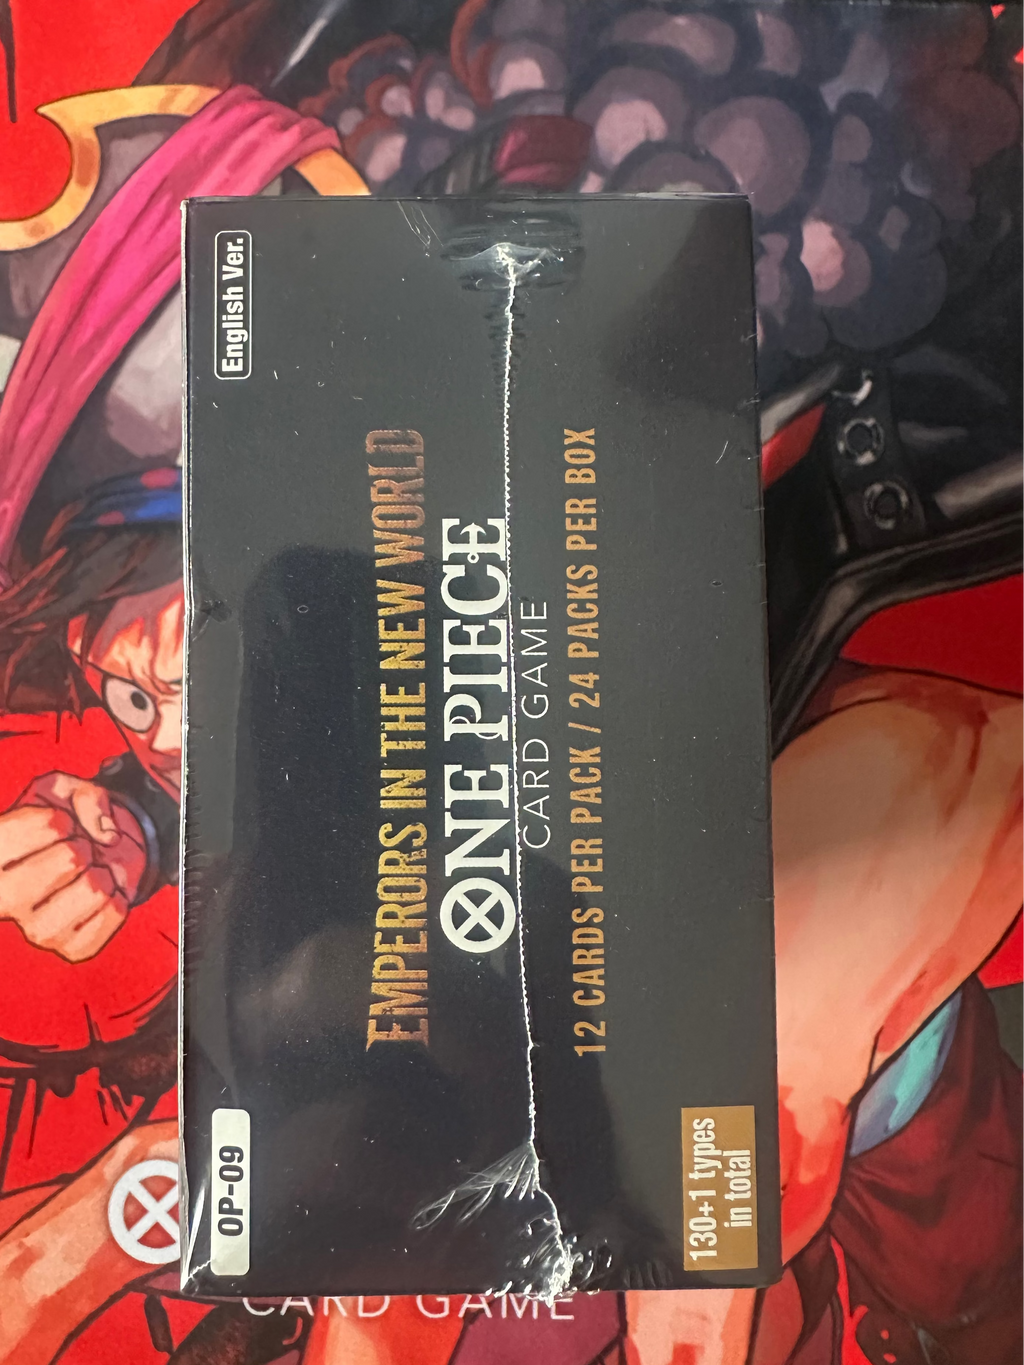 OP-09
English Ver.
EMPERORS IN THE NEW WORLD
ONE PIECE
CARD GAME
12 CARDS PER PACK / 24 PACKS PER BOX
130+1 types
in total
CARD GAME